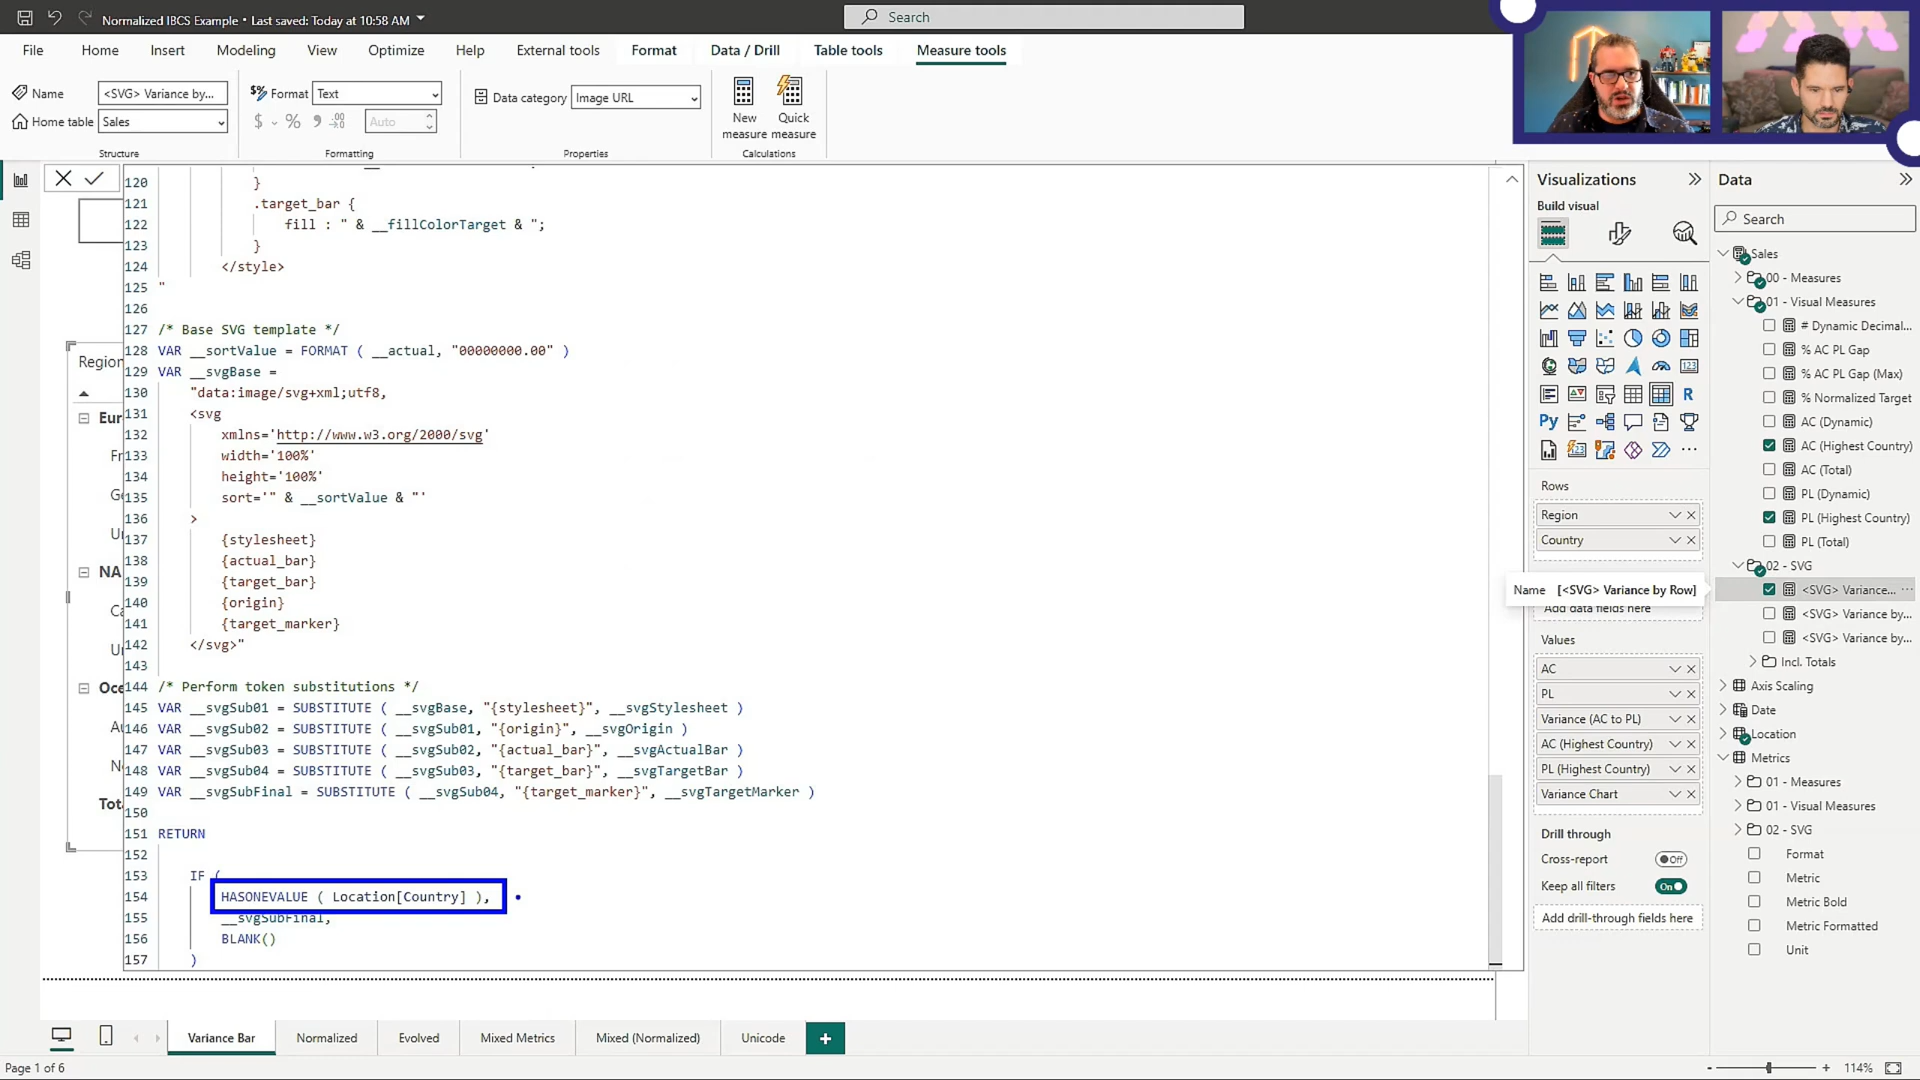 Normalized IBCS Example • Last saved: Today at 10:58 AM
Search
File Home Insert Modeling View Optimize Help External tools Format Data / Drill Table tools Measure tools
Name <SVG> Variance by...
Home table Sales
Structure
Format Text
$ % Auto
Formatting
Data category Image URL
Properties
New measure
Quick measure
Calculations
Region
Eur
Fr
Ge
Un
NA
Ca
Un
Oce
Au
Ne
Tota
120 }
121 .target_bar {
122 fill : " & __fillColorTarget & ";
123 }
124 </style>
125 "
126
127 /* Base SVG template */
128 VAR __sortValue = FORMAT ( __actual, "00000000.00" )
129 VAR __svgBase =
130 "data:image/svg+xml;utf8,
131 <svg
132 xmlns='http://www.w3.org/2000/svg'
133 width='100%'
134 height='100%'
135 sort='" & __sortValue & "'
136 >
137 {stylesheet}
138 {actual_bar}
139 {target_bar}
140 {origin}
141 {target_marker}
142 </svg>"
143
144 /* Perform token substitutions */
145 VAR __svgSub01 = SUBSTITUTE ( __svgBase, "{stylesheet}", __svgStylesheet )
146 VAR __svgSub02 = SUBSTITUTE ( __svgSub01, "{origin}", __svgOrigin )
147 VAR __svgSub03 = SUBSTITUTE ( __svgSub02, "{actual_bar}", __svgActualBar )
148 VAR __svgSub04 = SUBSTITUTE ( __svgSub03, "{target_bar}", __svgTargetBar )
149 VAR __svgSubFinal = SUBSTITUTE ( __svgSub04, "{target_marker}", __svgTargetMarker )
150
151 RETURN
152
153 IF (
154 HASONEVALUE ( Location[Country] ),
155 __svgSubFinal,
156 BLANK()
157 )
Visualizations
Build visual
R
Py
Rows
Region
Country
Name [<SVG> Variance by Row]
Add data fields here
Values
AC
PL
Variance (AC to PL)
AC (Highest Country)
PL (Highest Country)
Variance Chart
Drill through
Cross-report Off
Keep all filters On
Add drill-through fields here
Data
Search
Sales
00 - Measures
01 - Visual Measures
# Dynamic Decimal...
% AC PL Gap
% AC PL Gap (Max)
% Normalized Target
AC (Dynamic)
AC (Highest Country)
AC (Total)
PL (Dynamic)
PL (Highest Country)
PL (Total)
02 - SVG
<SVG> Variance... ...
<SVG> Variance by...
<SVG> Variance by...
Incl. Totals
Axis Scaling
Date
Location
Metrics
01 - Measures
01 - Visual Measures
02 - SVG
Format
Metric
Metric Bold
Metric Formatted
Unit
Variance Bar Normalized Evolved Mixed Metrics Mixed (Normalized) Unicode +
Page 1 of 6
- + 114%